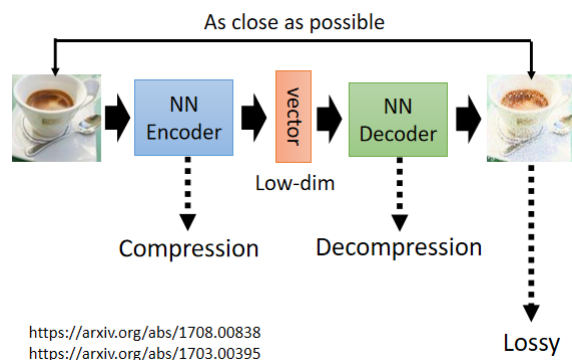 As close as possible
NN
Encoder
vector
NN
Decoder
Low-dim
Compression
Decompression
Lossy
https://arxiv.org/abs/1708.00838
https://arxiv.org/abs/1703.00395